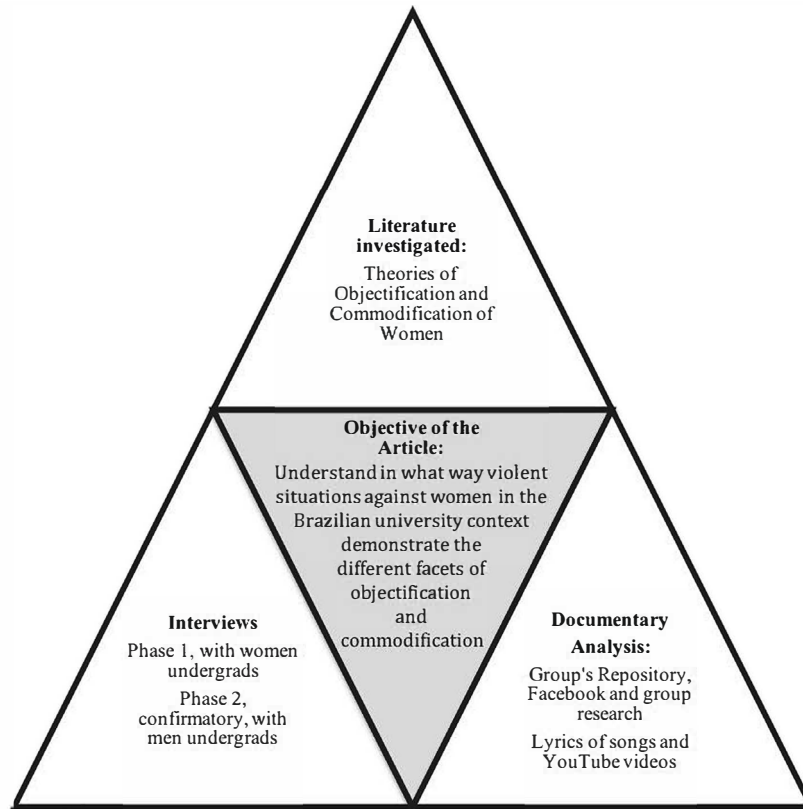 Literature
investigated:
Theories of
Objectification and
Commodification of
Women
Objective of the
Article:
Understand in what way violent
situations against women in the
Brazilian university context
demonstrate the
different facets of
objectification
and
commodification
Interviews
Phase 1, with women
undergrads
Phase 2,
confirmatory, with
men undergrads
Documentary
Analysis:
Group's Repository,
Facebook and group
research
Lyrics of songs and
YouTube videos